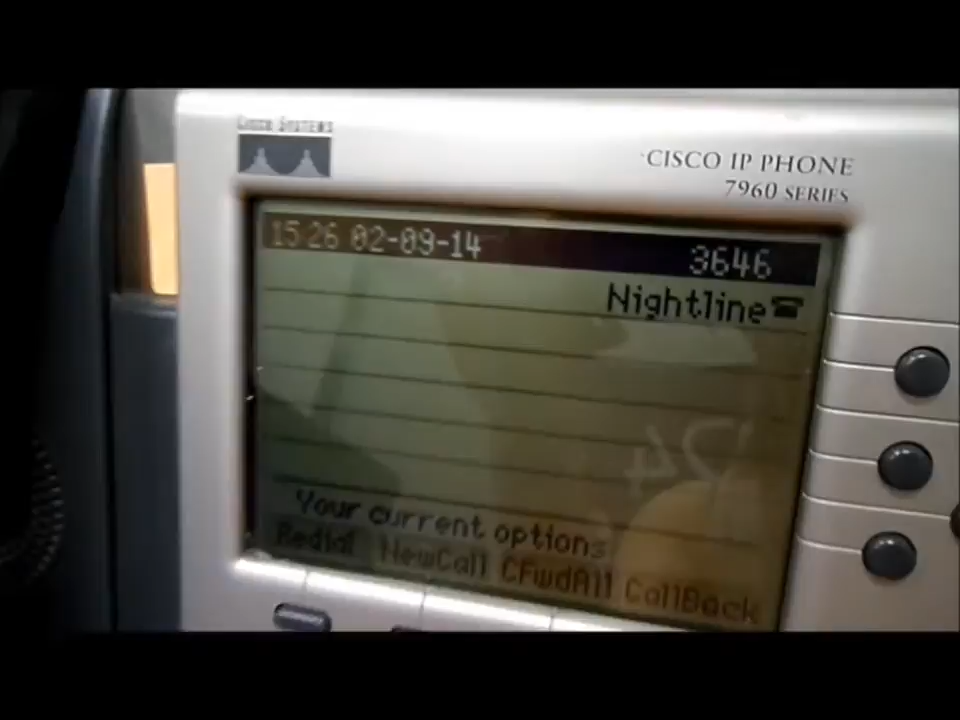 CISCO SYSTEMS
CISCO IP PHONE
7960 SERIES
15:26 02-09-14 3646
Nightline
Your current options
Redial NewCall CFwdAll CallBack